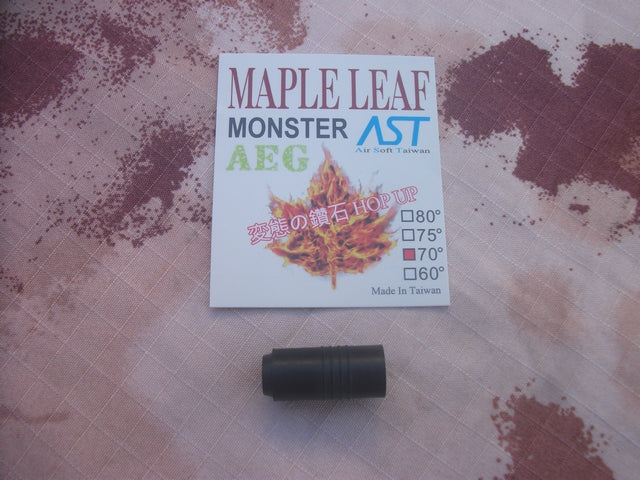 MAPLE LEAF
MONSTER AST
Air Soft Taiwan
AEG
変態の鑽石 HOP UP
80°
75°
70°
60°
Made In Taiwan